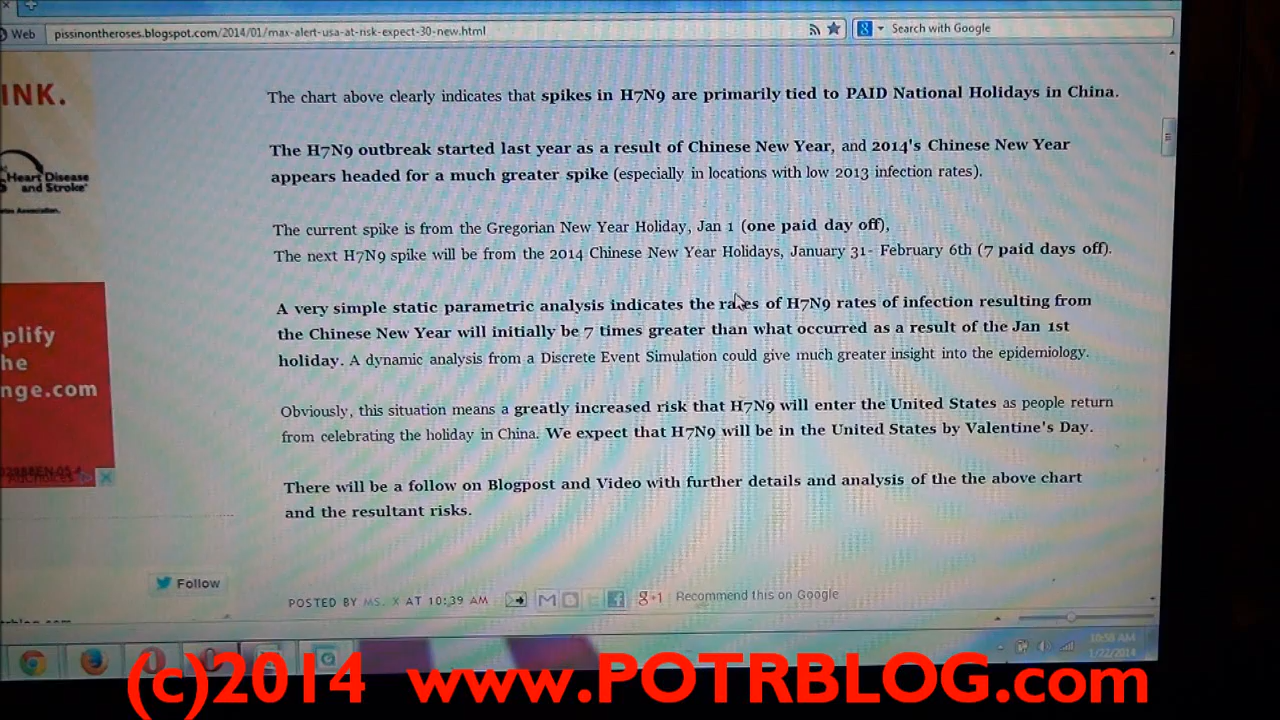 Web pissinontheroses.blogspot.com/2014/01/max-alert-usa-at-risk-expect-30-new.html 8 Search with Google
INK.
Heart Disease
and Stroke
The chart above clearly indicates that spikes in H7N9 are primarily tied to PAID National Holidays in China.
The H7N9 outbreak started last year as a result of Chinese New Year, and 2014's Chinese New Year
appears headed for a much greater spike (especially in locations with low 2013 infection rates).
The current spike is from the Gregorian New Year Holiday, Jan 1 (one paid day off),
The next H7N9 spike will be from the 2014 Chinese New Year Holidays, January 31- February 6th (7 paid days off).
A very simple static parametric analysis indicates the rates of H7N9 rates of infection resulting from
the Chinese New Year will initially be 7 times greater than what occurred as a result of the Jan 1st
holiday. A dynamic analysis from a Discrete Event Simulation could give much greater insight into the epidemiology.
plify
he
nge.com
Obviously, this situation means a greatly increased risk that H7N9 will enter the United States as people return
from celebrating the holiday in China. We expect that H7N9 will be in the United States by Valentine's Day.
There will be a follow on Blogpost and Video with further details and analysis of the the above chart
and the resultant risks.
Follow
POSTED BY MS. X AT 10:39 AM g+1 Recommend this on Google
10:58 AM
1/22/2014
(c)2014 www.POTRBLOG.com